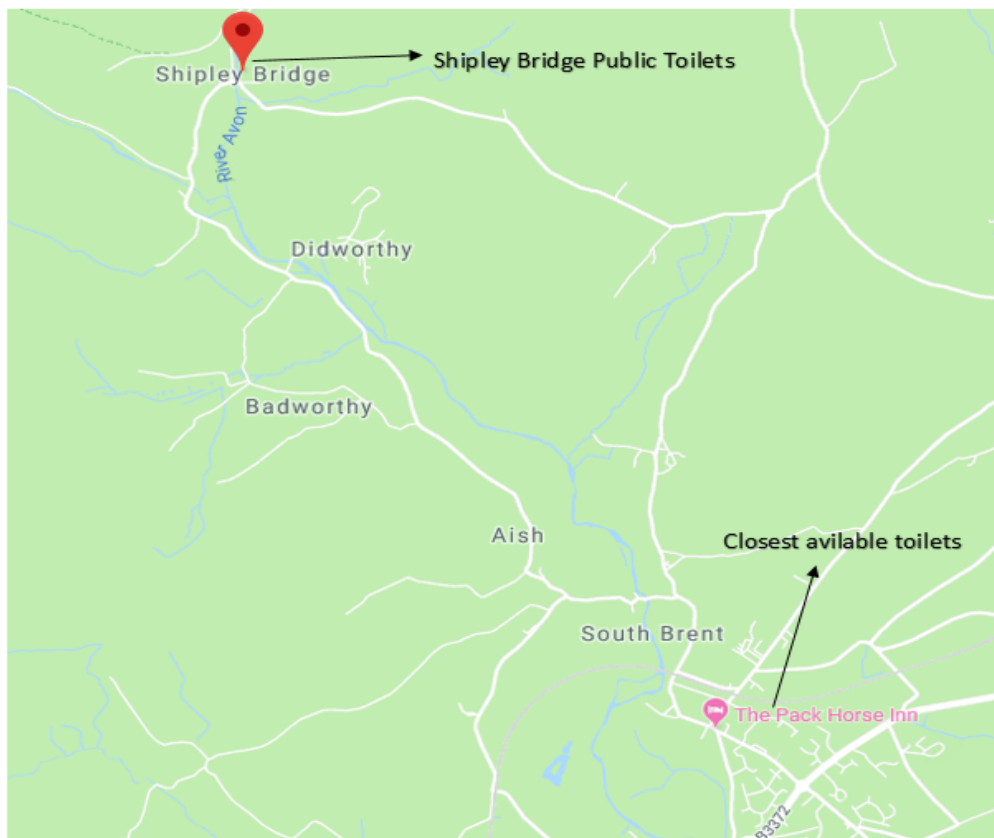 Shipley Bridge Public Toilets
Shipley Bridge
River Avon
Didworthy
Badworthy
Aish
Closest avilable toilets
South Brent
The Pack Horse Inn
B3372